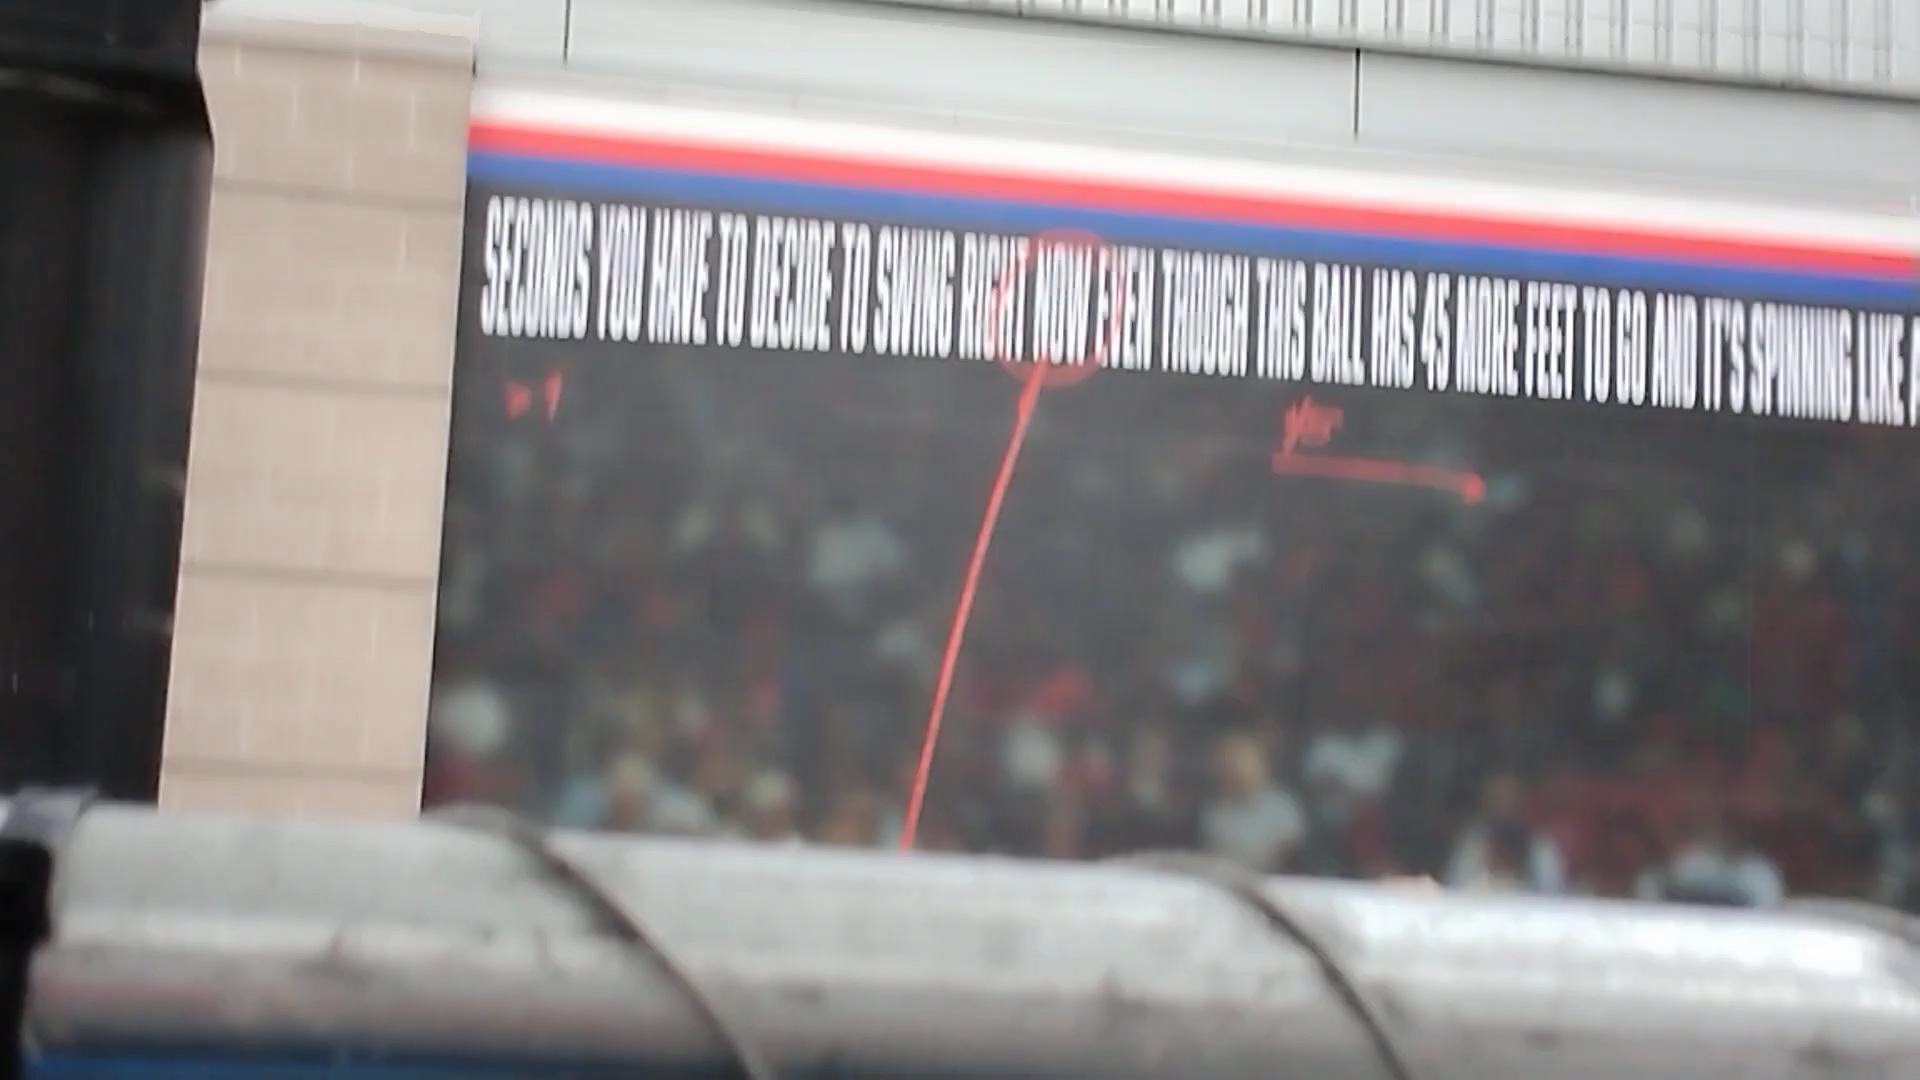 SECONDS YOU HAVE TO DECIDE TO SWING RIGHT NOW EVEN THOUGH THIS BALL HAS 45 MORE FEET TO GO AND IT'S SPINNING LIKE